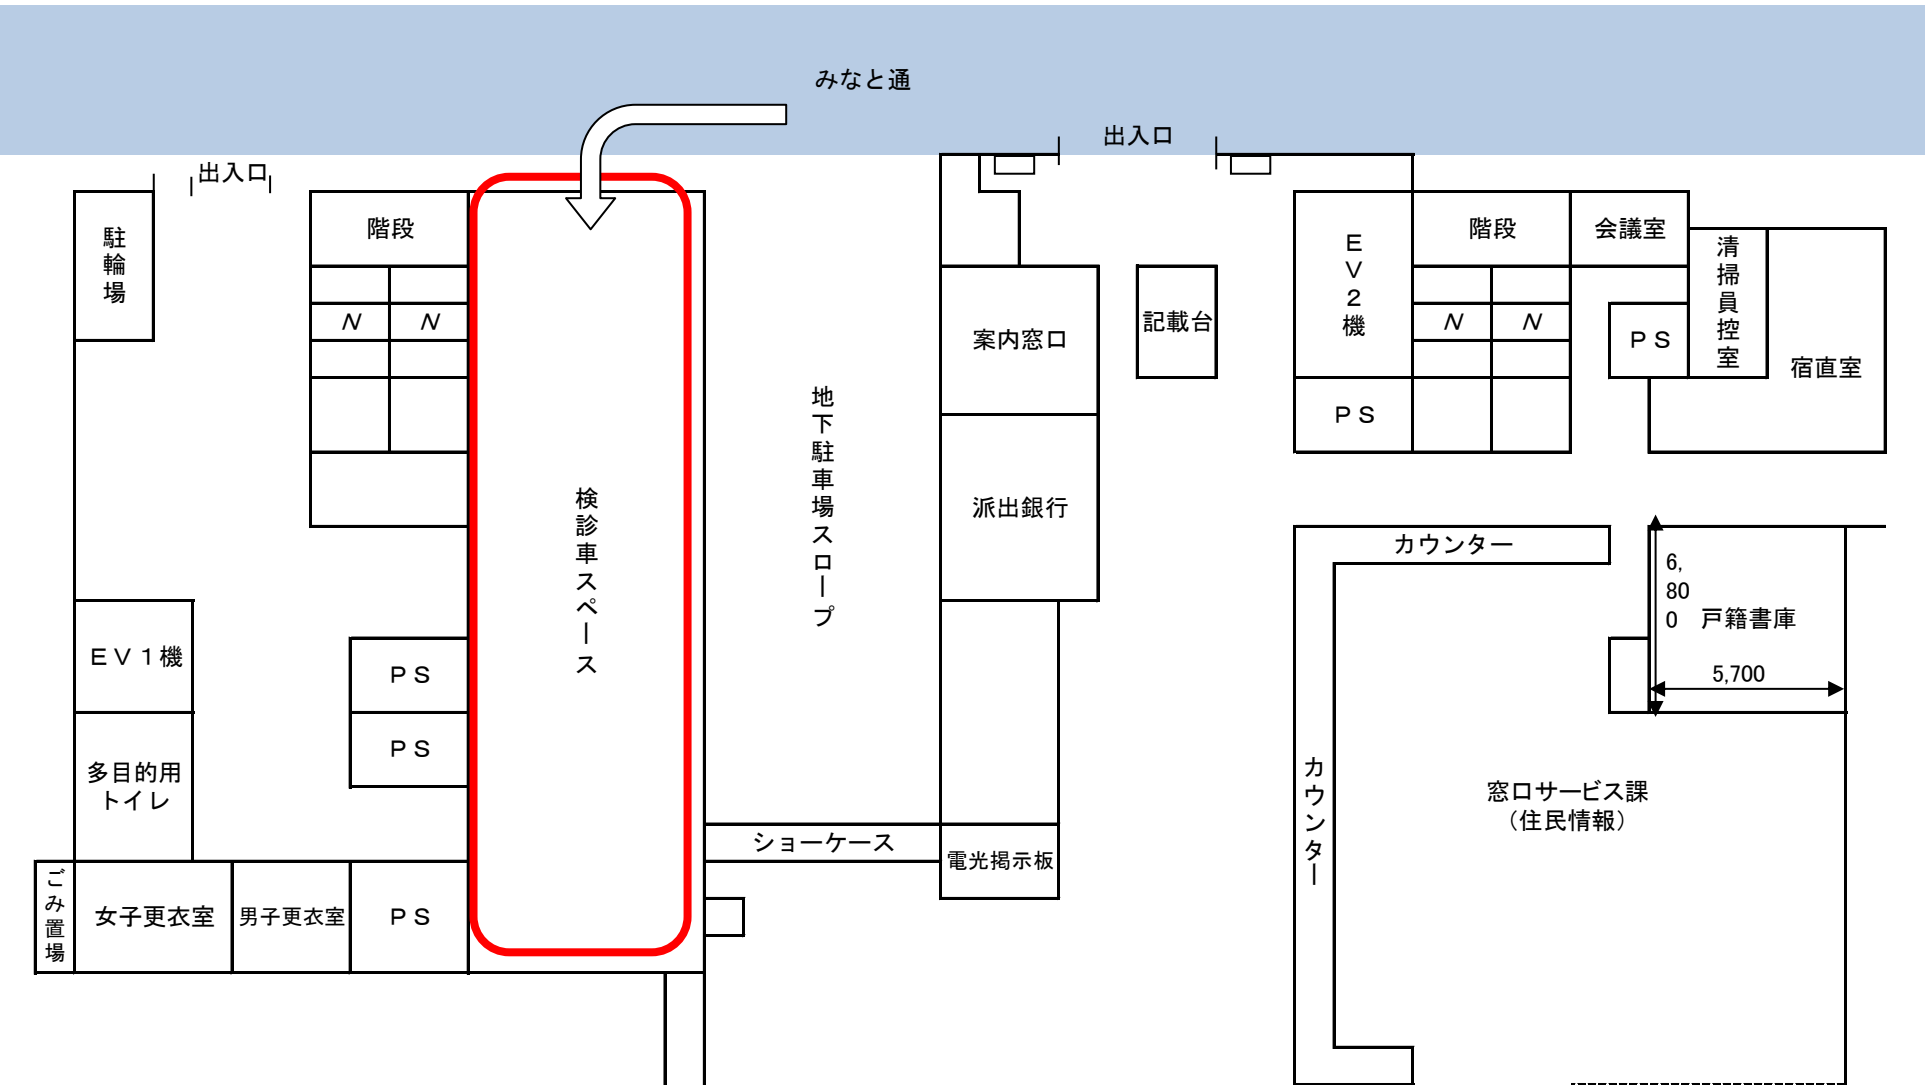 みなと通
出入口
出入口
駐輪場
階段
N
N
検診車スペース
地下駐車場スロープ
案内窓口
記載台
派出銀行
EV2機
PS
階段
N
N
会議室
PS
清掃員控室
宿直室
カウンター
6,
80
0
戸籍書庫
5,700
EV1機
多目的用
トイレ
PS
PS
ショーケース
電光掲示板
カウンター
窓口サービス課
(住民情報)
ごみ置場
女子更衣室
男子更衣室
PS